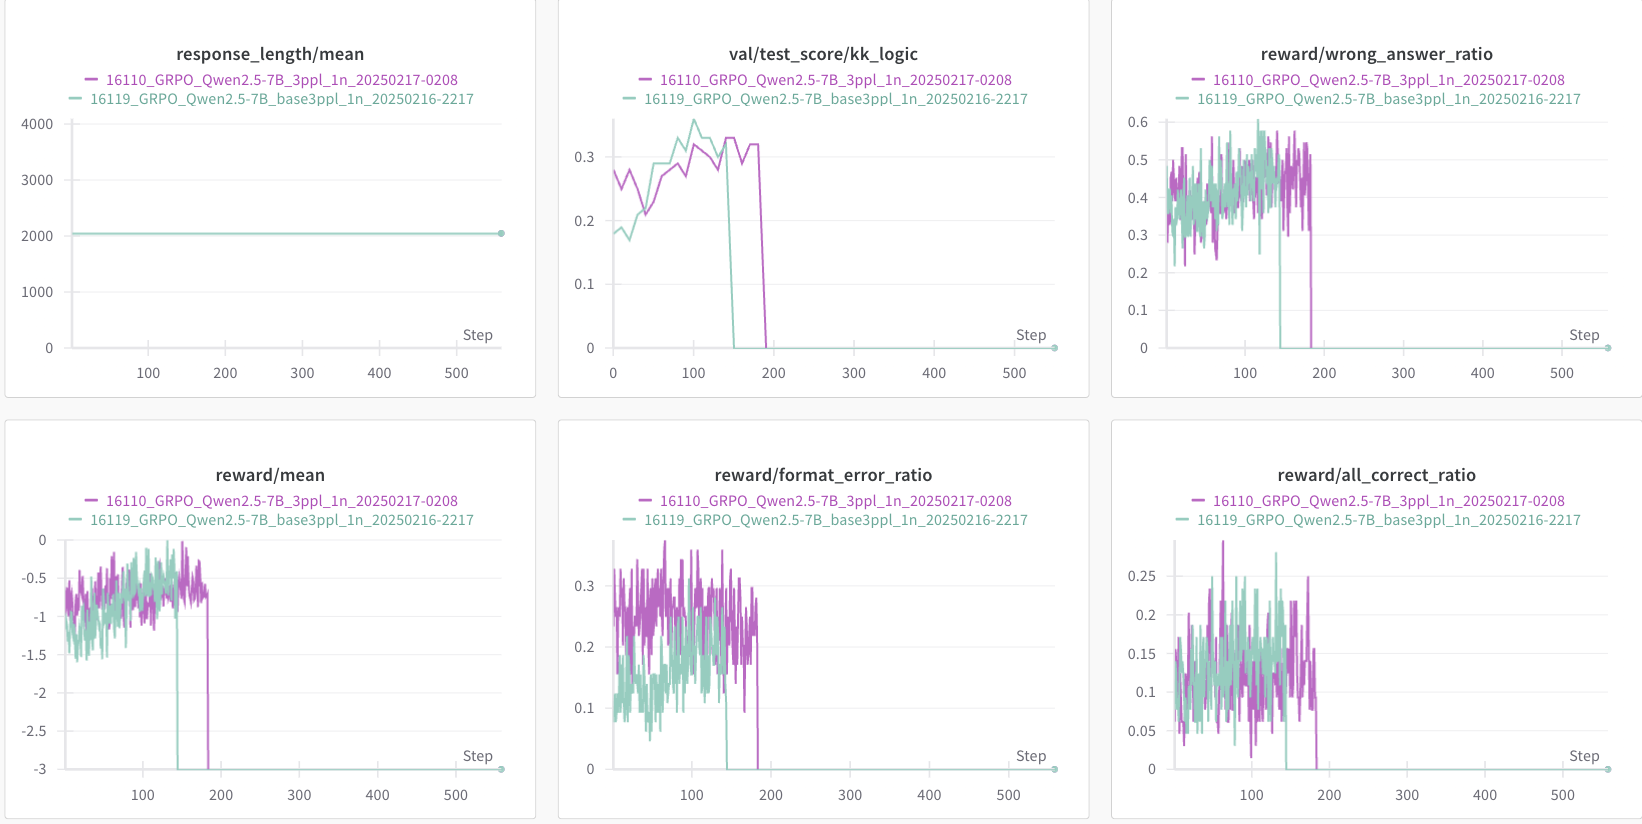 response_length/mean
16110_GRPO_Qwen2.5-7B_3ppl_1n_20250217-0208
16119_GRPO_Qwen2.5-7B_base3ppl_1n_20250216-2217
4000
3000
2000
1000
0
Step
100 200 300 400 500
val/test_score/kk_logic
16110_GRPO_Qwen2.5-7B_3ppl_1n_20250217-0208
16119_GRPO_Qwen2.5-7B_base3ppl_1n_20250216-2217
0.3
0.2
0.1
0
Step
0 100 200 300 400 500
reward/wrong_answer_ratio
16110_GRPO_Qwen2.5-7B_3ppl_1n_20250217-0208
16119_GRPO_Qwen2.5-7B_base3ppl_1n_20250216-2217
0.6
0.5
0.4
0.3
0.2
0.1
0
Step
100 200 300 400 500
reward/mean
16110_GRPO_Qwen2.5-7B_3ppl_1n_20250217-0208
16119_GRPO_Qwen2.5-7B_base3ppl_1n_20250216-2217
0
-0.5
-1
-1.5
-2
-2.5
-3
Step
100 200 300 400 500
reward/format_error_ratio
16110_GRPO_Qwen2.5-7B_3ppl_1n_20250217-0208
16119_GRPO_Qwen2.5-7B_base3ppl_1n_20250216-2217
0.3
0.2
0.1
0
Step
100 200 300 400 500
reward/all_correct_ratio
16110_GRPO_Qwen2.5-7B_3ppl_1n_20250217-0208
16119_GRPO_Qwen2.5-7B_base3ppl_1n_20250216-2217
0.25
0.2
0.15
0.1
0.05
0
Step
100 200 300 400 500